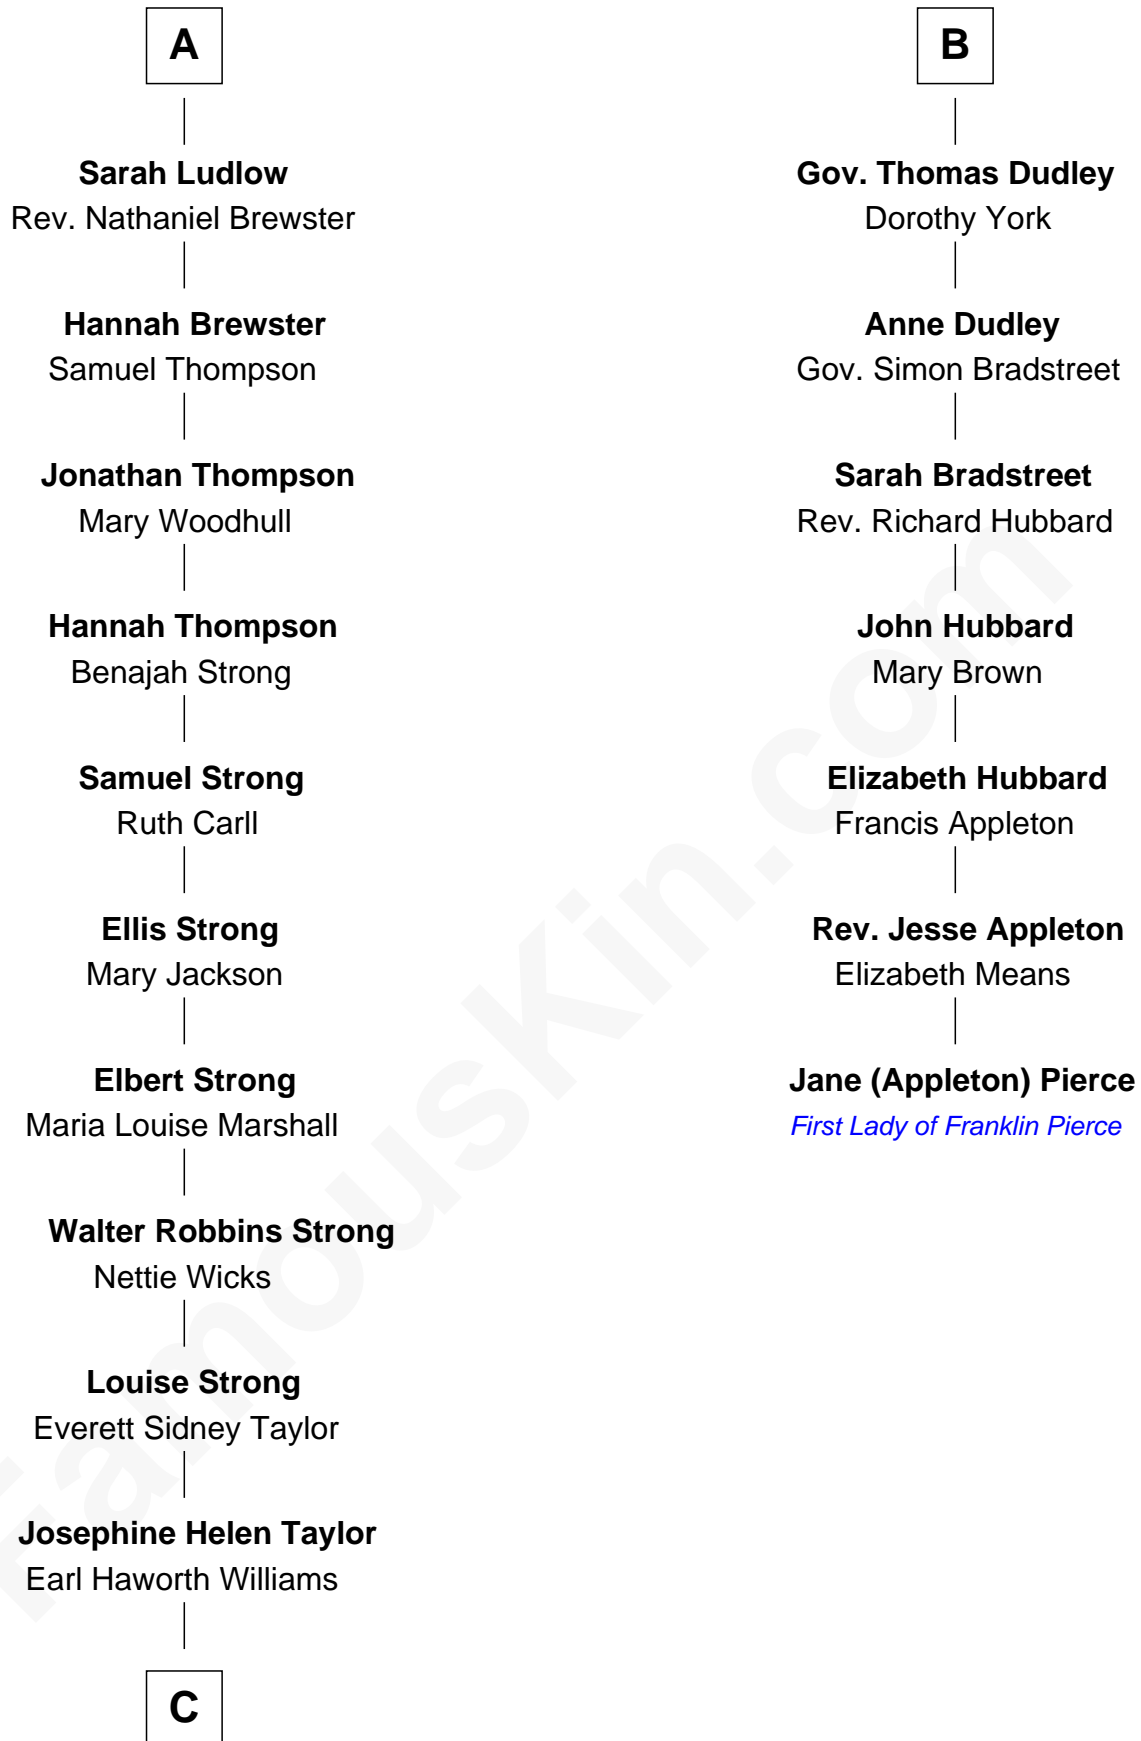 A
Sarah Ludlow
Rev. Nathaniel Brewster
Hannah Brewster
Samuel Thompson
Jonathan Thompson
Mary Woodhull
Hannah Thompson
Benajah Strong
Samuel Strong
Ruth Carll
Ellis Strong
Mary Jackson
Elbert Strong
Maria Louise Marshall
Walter Robbins Strong
Nettie Wicks
Louise Strong
Everett Sidney Taylor
Josephine Helen Taylor
Earl Haworth Williams
C
B
Gov. Thomas Dudley
Dorothy York
Anne Dudley
Gov. Simon Bradstreet
Sarah Bradstreet
Rev. Richard Hubbard
John Hubbard
Mary Brown
Elizabeth Hubbard
Francis Appleton
Rev. Jesse Appleton
Elizabeth Means
Jane (Appleton) Pierce
First Lady of Franklin Pierce
FamousKin.com